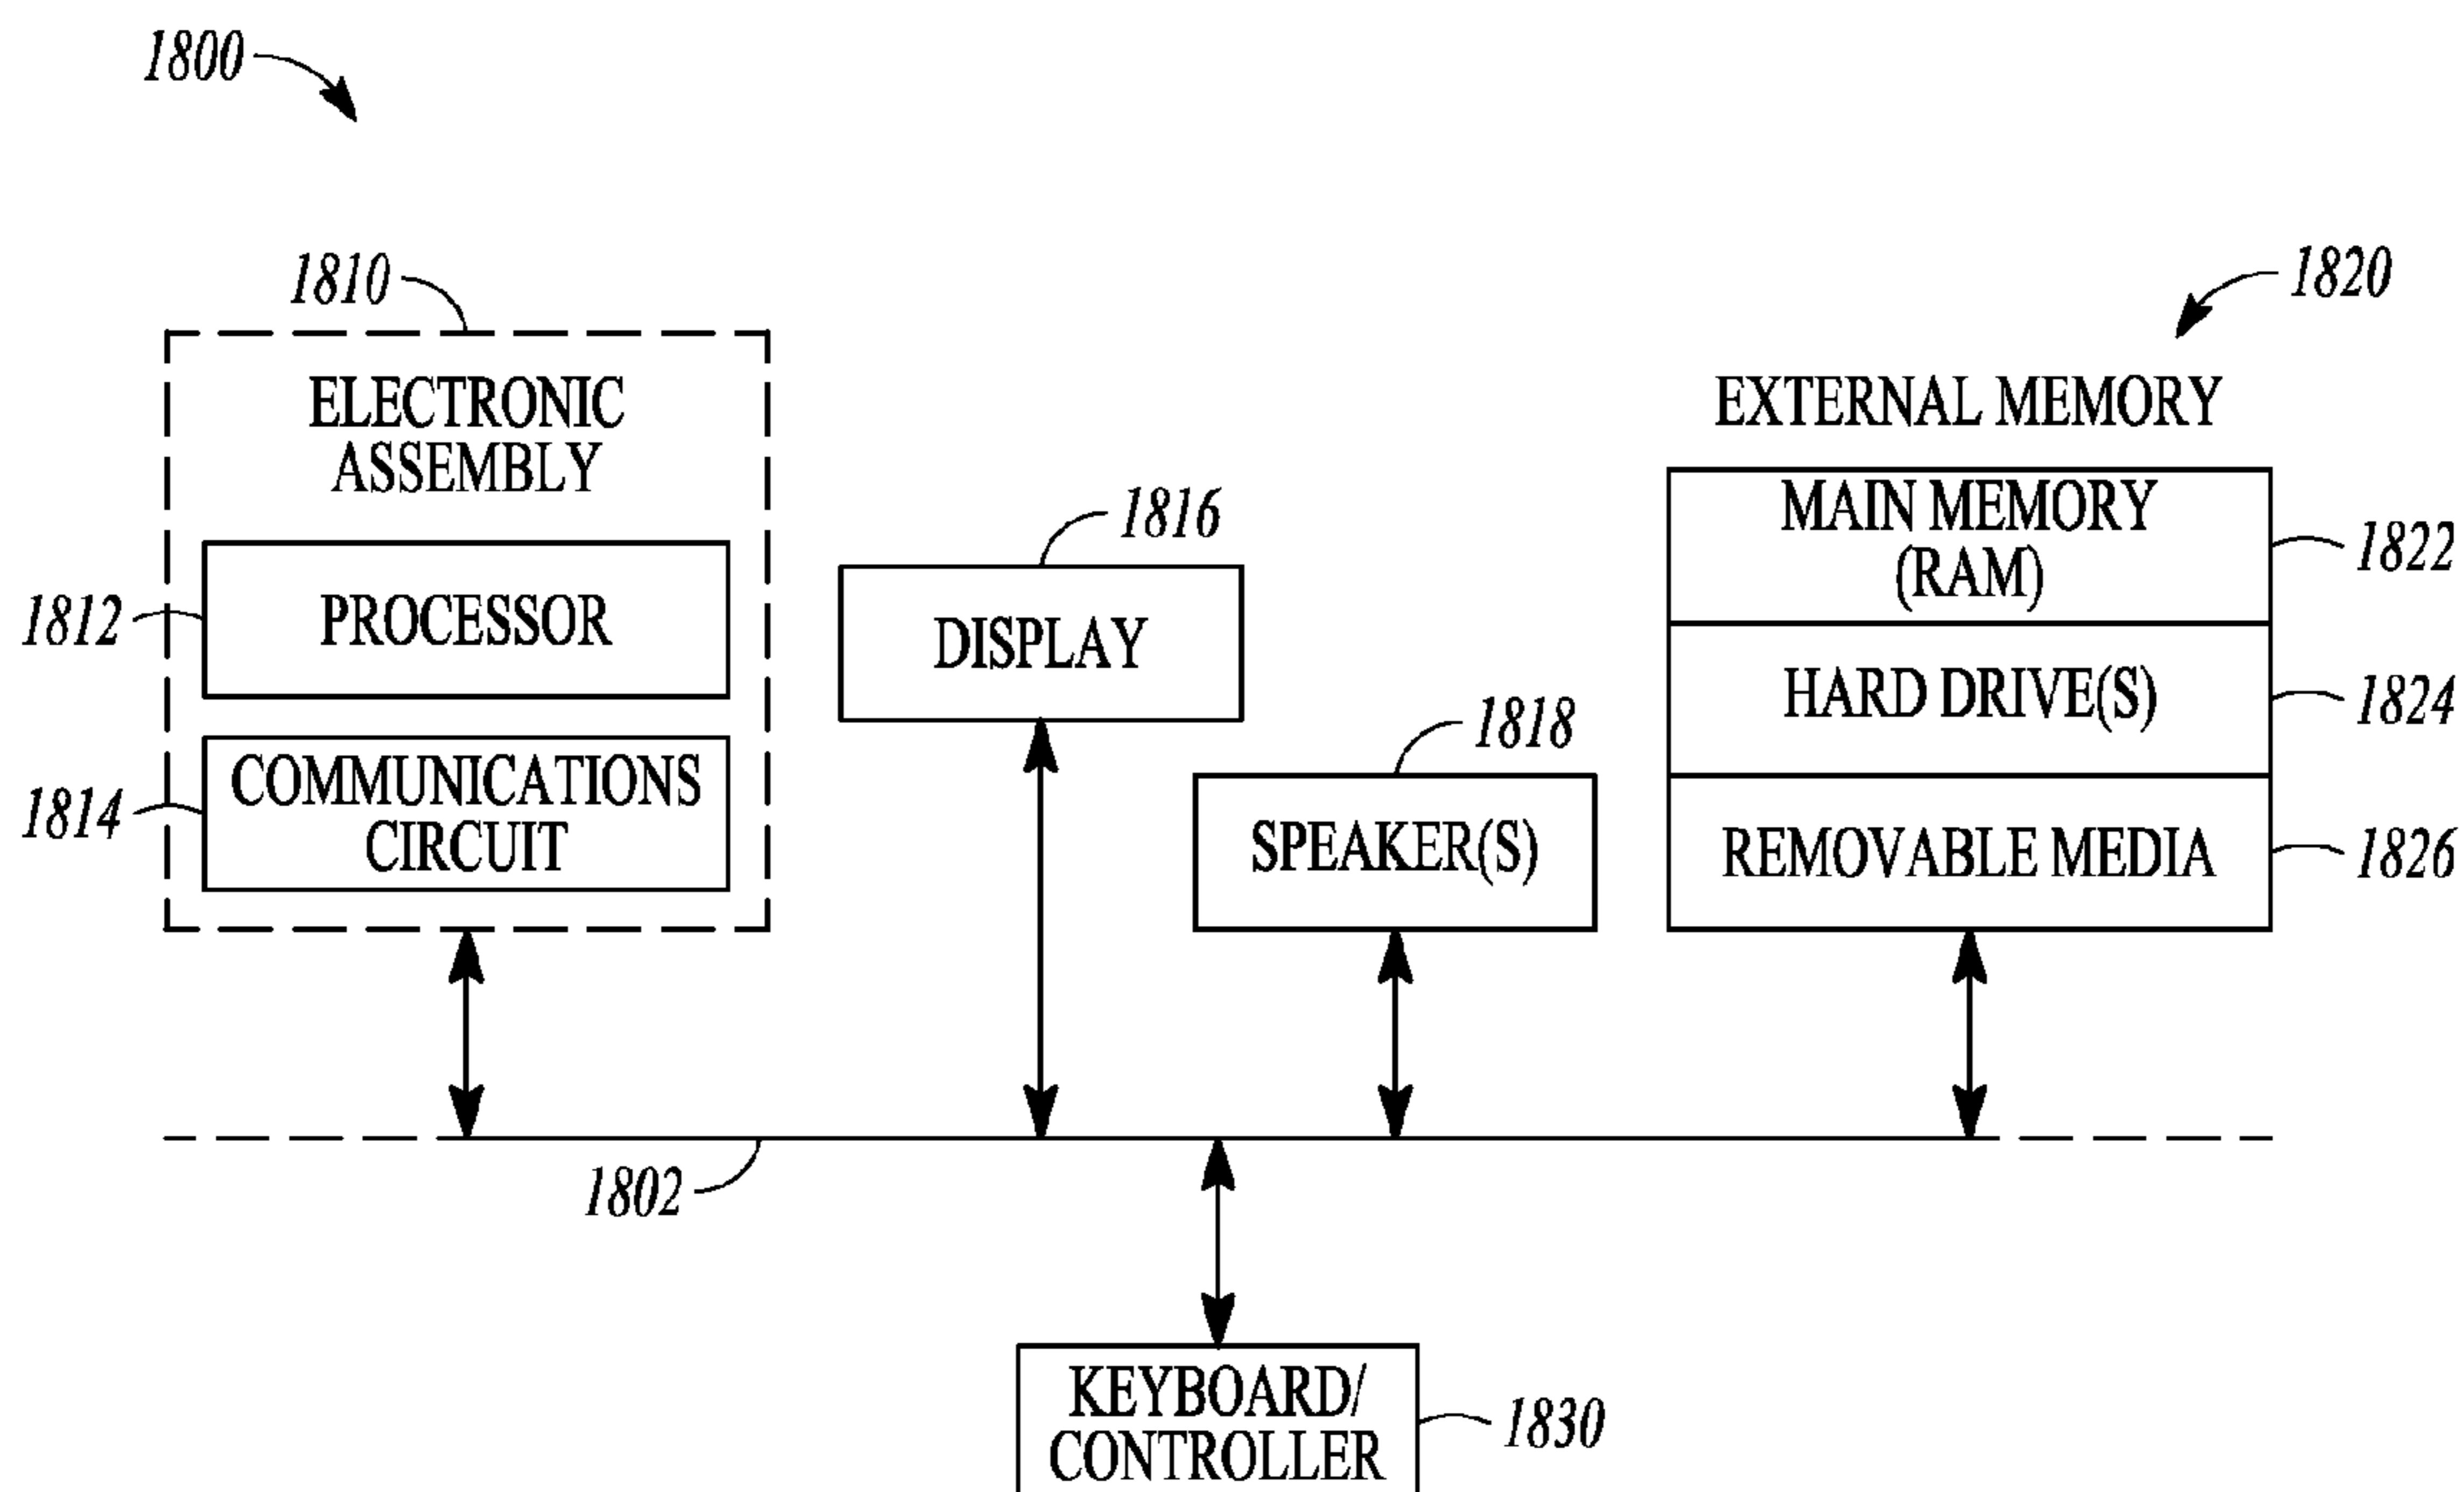 1800
1810
1820
ELECTRONIC
ASSEMBLY
EXTERNAL MEMORY
1816
MAIN MEMORY
(RAM)
1822
1812
PROCESSOR
DISPLAY
HARD DRIVE(S)
1824
1818
1814
COMMUNICATIONS
CIRCUIT
SPEAKER(S)
REMOVABLE MEDIA
1826
1802
KEYBOARD/
CONTROLLER
1830